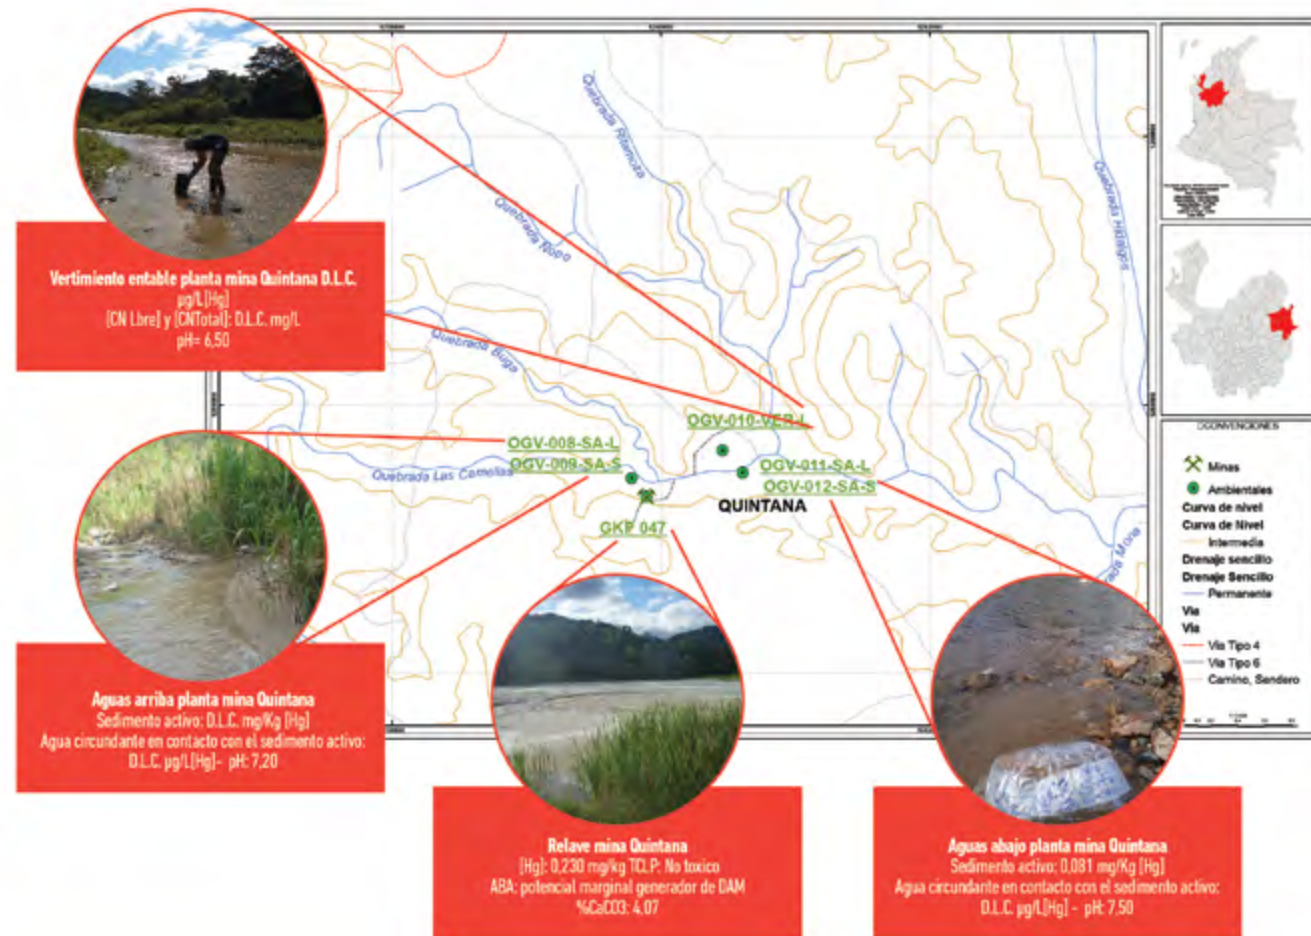 Vertimiento entable planta mina Quintana D.L.C.
µg/L[Hg]
[CN Lbre] y [CNTotal]: D.L.C. mg/L
pH= 6,50
Aguas arriba planta mina Quintana
Sedimento activo: D.L.C. mg/Kg [Hg]
Agua circundante en contacto con el sedimento activo:
D.L.C. µg/L[Hg]- pH: 7,20
Relave mina Quintana
[Hg]: 0,230 mg/kg TCLP: No toxico
ABA: potencial marginal generador de DAM
%CaCO3: 4,07
Aguas abajo planta mina Quintana
Sedimento activo: 0,081 mg/Kg [Hg]
Agua circundante en contacto con el sedimento activo:
D.L.C. µg/L[Hg] - pH: 7,50
Quebrada Ritamoza
Quebrada Nopo
Quebrada Hidalgos
Quebrada Buga
Quebrada Las Camelias
OGV-010-VER-L
OGV-008-SA-L
OGV-009-SA-S
OGV-011-SA-L
OGV-012-SA-S
QUINTANA
GKP 047
Minas
Ambientales
Curva de nivel
Curva de Nivel
Intermedia
Drenaje sencillo
Drenaje Sencillo
Permanente
Via
Via
Via Tipo 4
Via Tipo 6
Camino, Sendero